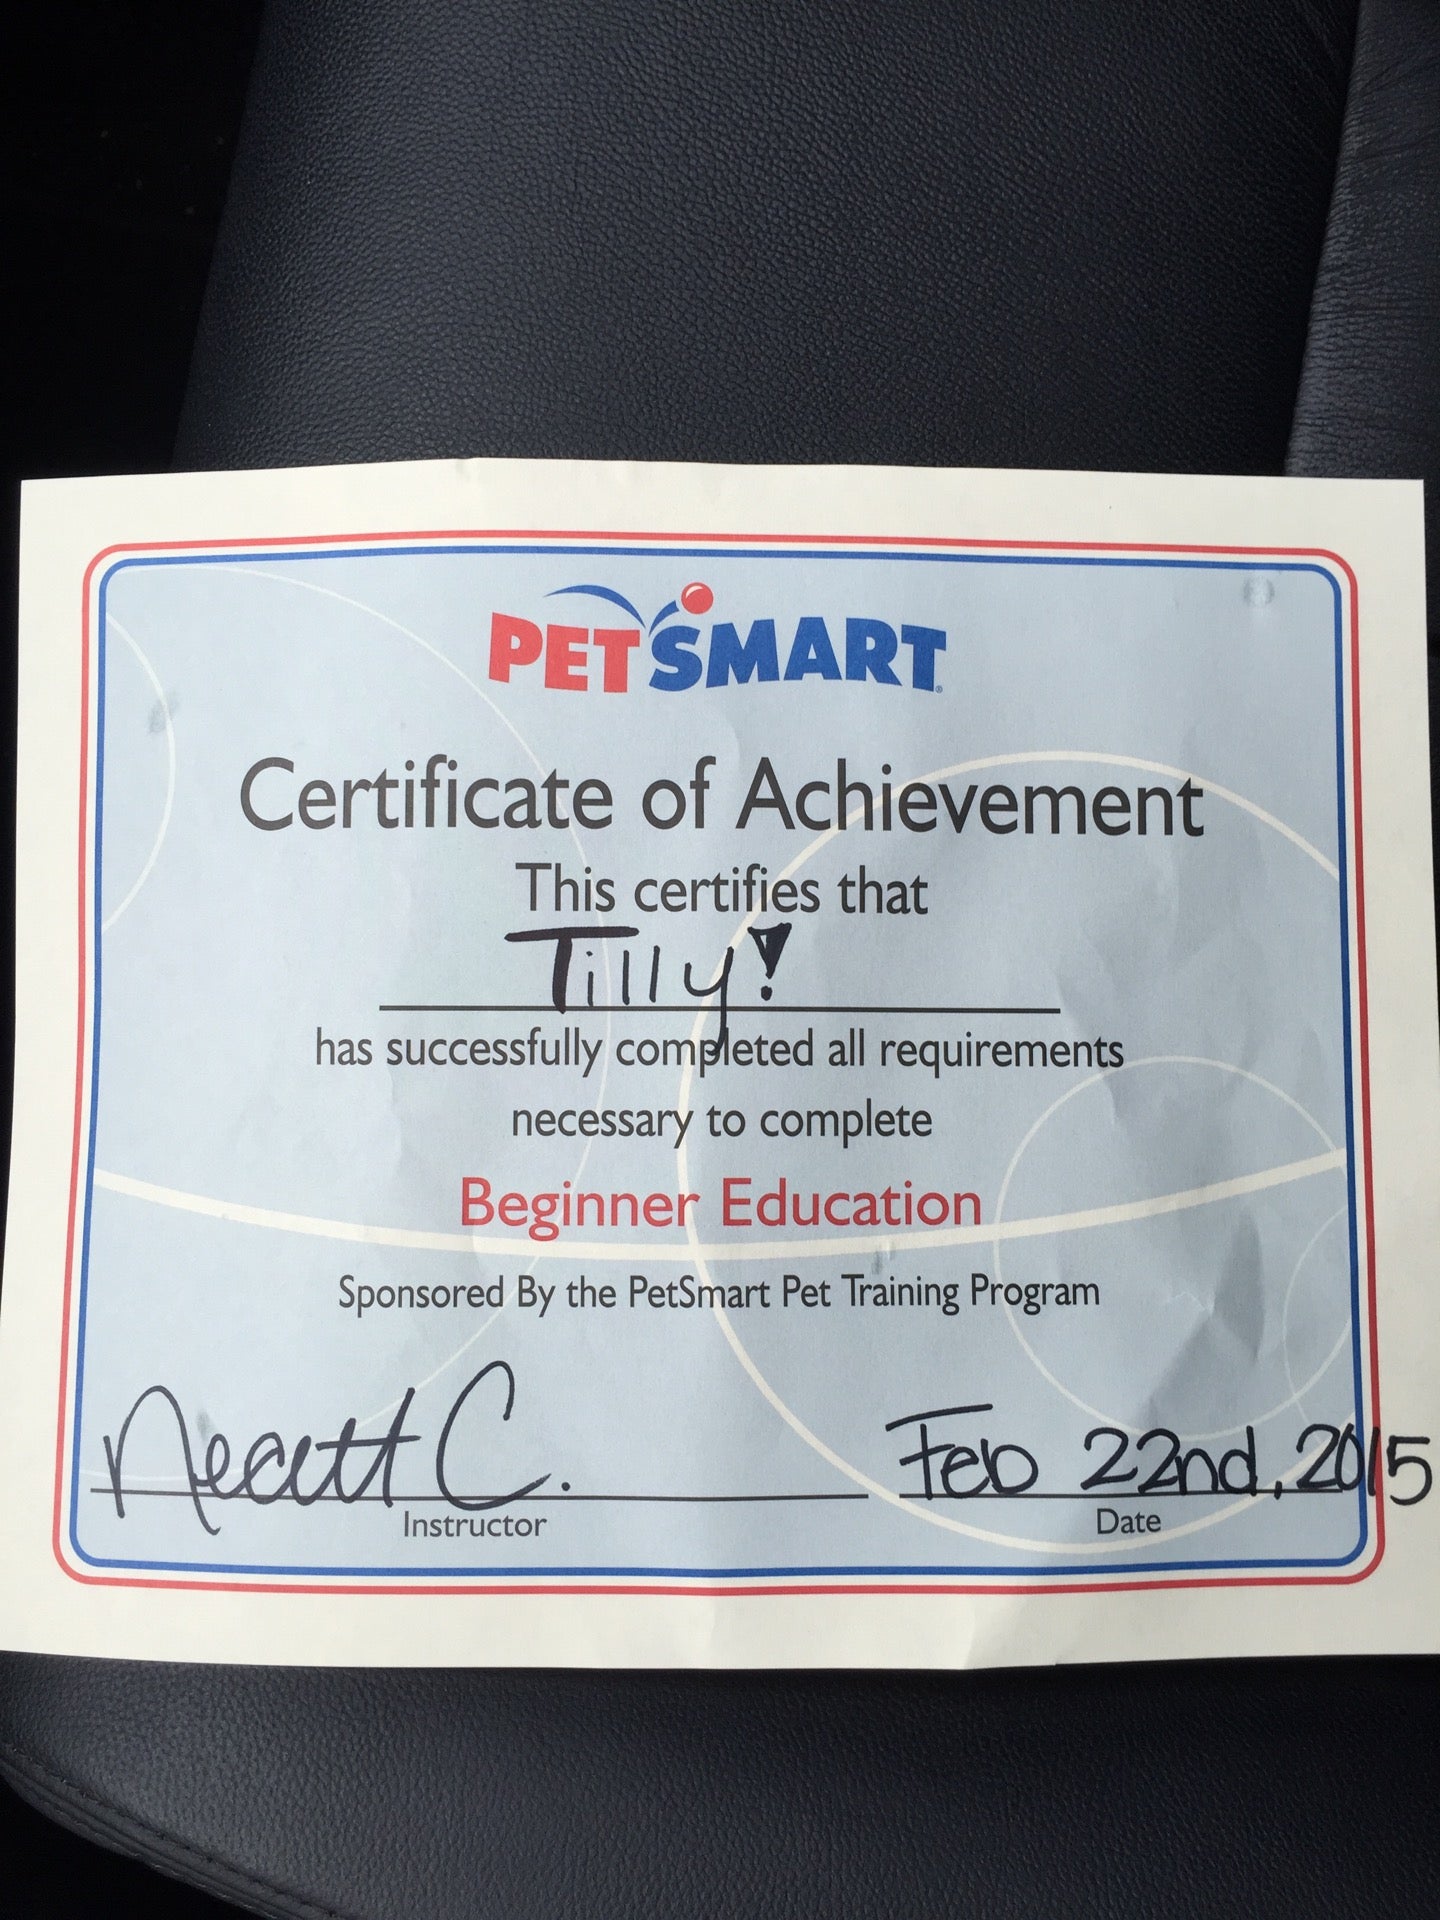 PETSMART
Certificate of Achievement
This certifies that
Tilly!
has successfully completed all requirements
necessary to complete
Beginner Education
Sponsored By the PetSmart Pet Training Program
C.
Feb 22nd, 2015
Instructor
Date